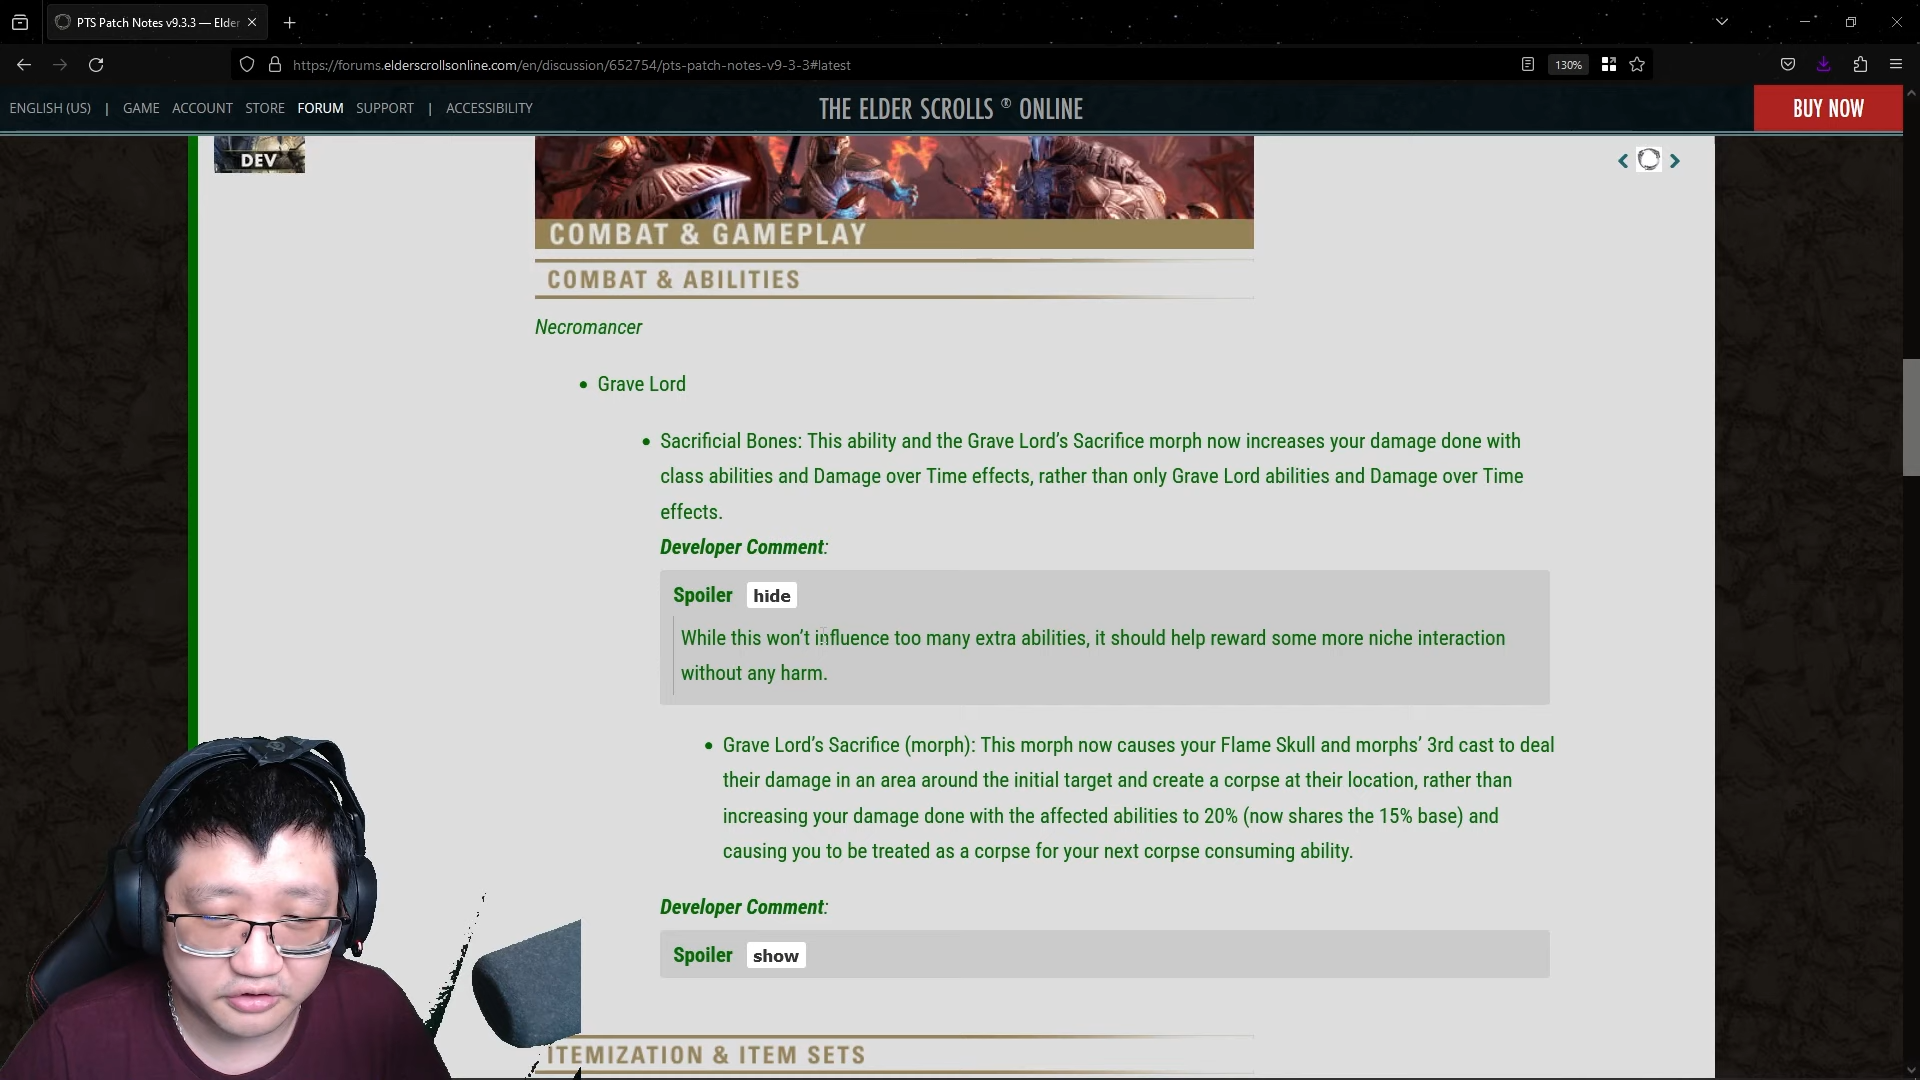 PTS Patch Notes v9.3.3 — Elder
https://forums.elderscrollsonline.com/en/discussion/652754/pts-patch-notes-v9-3-3#latest
130%
ENGLISH (US) | GAME ACCOUNT STORE FORUM SUPPORT | ACCESSIBILITY
THE ELDER SCROLLS ® ONLINE
BUY NOW
DEV
COMBAT & GAMEPLAY
COMBAT & ABILITIES
Necromancer
Grave Lord
Sacrificial Bones: This ability and the Grave Lord’s Sacrifice morph now increases your damage done with
class abilities and Damage over Time effects, rather than only Grave Lord abilities and Damage over Time
effects.
Developer Comment:
Spoiler hide
While this won’t influence too many extra abilities, it should help reward some more niche interaction
without any harm.
Grave Lord’s Sacrifice (morph): This morph now causes your Flame Skull and morphs’ 3rd cast to deal
their damage in an area around the initial target and create a corpse at their location, rather than
increasing your damage done with the affected abilities to 20% (now shares the 15% base) and
causing you to be treated as a corpse for your next corpse consuming ability.
Developer Comment:
Spoiler show
ITEMIZATION & ITEM SETS